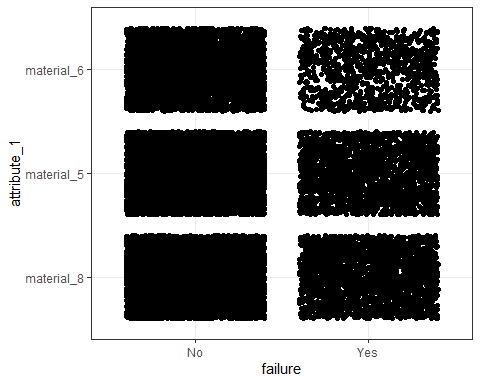 attribute_1
material_6
material_5
material_8
No
Yes
failure